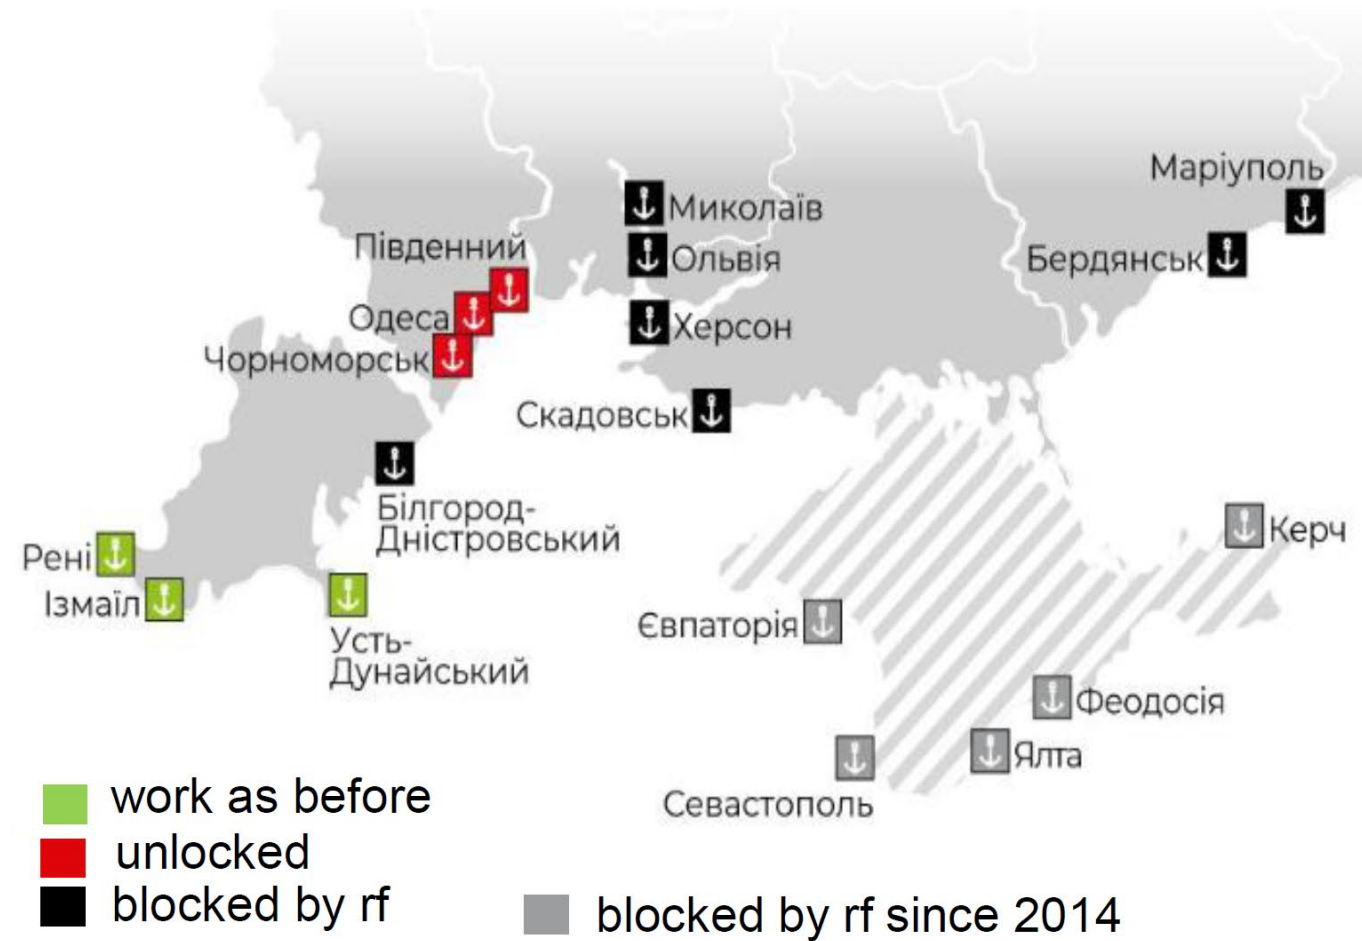 Маріуполь
Миколаїв
Південний
Ольвія
Бердянськ
Одеса
Херсон
Чорноморськ
Скадовськ
Білгород-
Дністровський
Керч
Рені
Ізмаїл
Усть-
Дунайський
Євпаторія
Феодосія
Ялта
Севастополь
work as before
unlocked
blocked by rf
blocked by rf since 2014